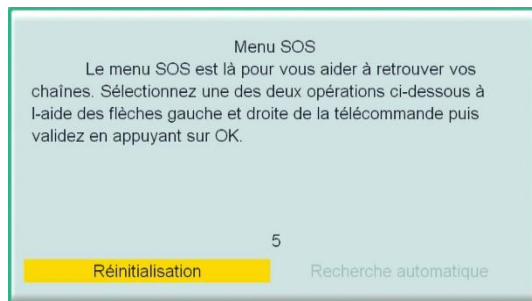 Menu SOS
Le menu SOS est là pour vous aider à retrouver vos
chaînes. Sélectionnez une des deux opérations ci-dessous à
l-aide des flèches gauche et droite de la télécommande puis
validez en appuyant sur OK.
5
Réinitialisation
Recherche automatique